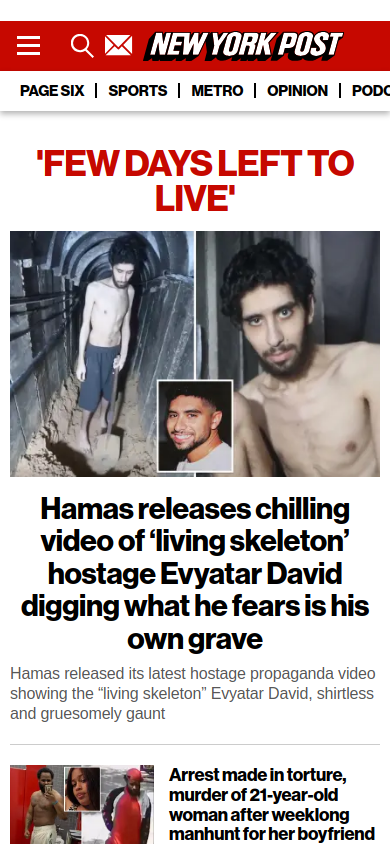 NEW YORK POST
PAGE SIX | SPORTS | METRO | OPINION | PODC
'FEW DAYS LEFT TO
LIVE'
Hamas releases chilling
video of ‘living skeleton’
hostage Evyatar David
digging what he fears is his
own grave
Hamas released its latest hostage propaganda video
showing the “living skeleton” Evyatar David, shirtless
and gruesomely gaunt
Arrest made in torture,
murder of 21-year-old
woman after weeklong
manhunt for her boyfriend